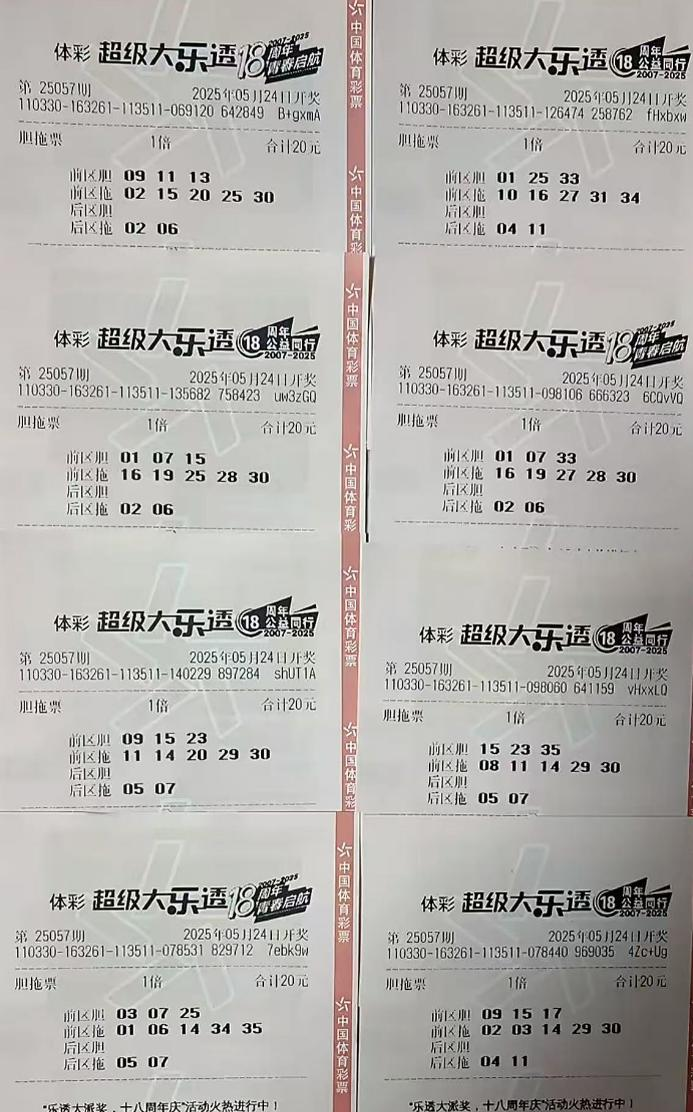 体彩 超级大乐透 18周年 青春启航 2007-2025
第 25057期 2025年05月24日开奖
110330-163261-113511-069120 642849 B+gxmA
胆拖票 1倍 合计20元
前区胆 09 11 13
前区拖 02 15 20 25 30
后区胆
后区拖 02 06
体彩 超级大乐透 18周年 公益同行 2007-2025
第 25057期 2025年05月24日开奖
110330-163261-113511-126474 258762 fHxbxw
胆拖票 1倍 合计20元
前区胆 01 25 33
前区拖 10 16 27 31 34
后区胆
后区拖 04 11
中国体育彩票
中国体育彩票
体彩 超级大乐透 18周年 公益同行 2007-2025
第 25057期 2025年05月24日开奖
110330-163261-113511-135682 758423 uw3zGQ
胆拖票 1倍 合计20元
前区胆 01 07 15
前区拖 16 19 25 28 30
后区胆
后区拖 02 06
体彩 超级大乐透 18周年 青春启航 2007-2025
第 25057期 2025年05月24日开奖
110330-163261-113511-098106 666323 6CQvVQ
胆拖票 1倍 合计20元
前区胆 01 07 33
前区拖 16 19 27 28 30
后区胆
后区拖 02 06
中国体育彩票
中国体育彩
体彩 超级大乐透 18周年 公益同行 2007-2025
第 25057期 2025年05月24日开奖
110330-163261-113511-140229 897284 shUT1A
胆拖票 1倍 合计20元
前区胆 09 15 23
前区拖 11 14 20 29 30
后区胆
后区拖 05 07
体彩 超级大乐透 18周年 公益同行 2007-2025
第 25057期 2025年05月24日开奖
110330-163261-113511-098060 641159 vHxxLQ
胆拖票 1倍 合计20元
前区胆 15 23 35
前区拖 08 11 14 29 30
后区胆
后区拖 05 07
中国体育彩票
中国体育彩
体彩 超级大乐透 18周年 青春启航 2007-2025
第 25057期 2025年05月24日开奖
110330-163261-113511-078531 829712 7ebk9w
胆拖票 1倍 合计20元
前区胆 03 07 25
前区拖 01 06 14 34 35
后区胆
后区拖 05 07
"乐透大派奖，十八周年庆"活动火热进行中！
体彩 超级大乐透 18周年 公益同行 2007-2025
第 25057期 2025年05月24日开奖
110330-163261-113511-078440 969035 4Zc+Ug
胆拖票 1倍 合计20元
前区胆 09 15 17
前区拖 02 03 14 29 30
后区胆
后区拖 04 11
"乐透大派奖，十八周年庆"活动火热进行中！
中国体育彩票
中国体育彩票